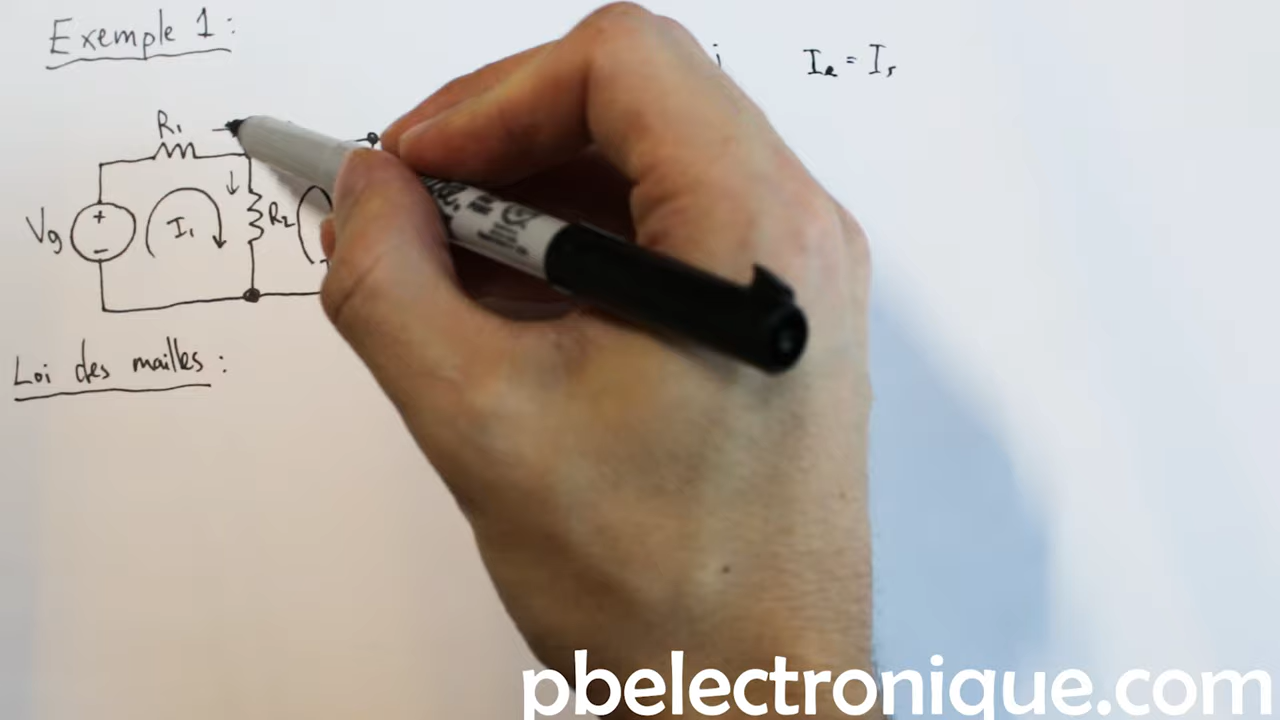 Exemple 1:
i Ie = Is
R1
Vg + - I1 R2
Loi des mailles :
pbelectronique.com